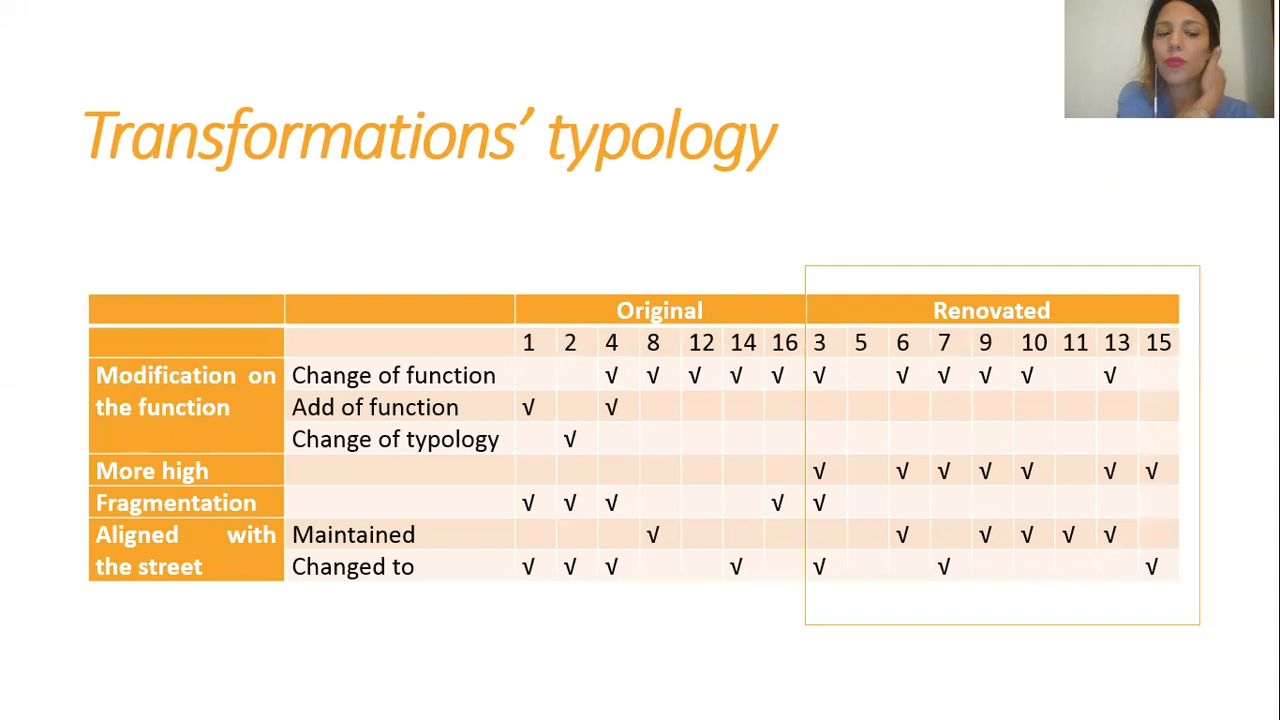 Transformations' typology
Original Renovated
1 2 4 8 12 14 16 3 5 6 7 9 10 11 13 15
Modification on Change of function √ √ √ √ √ √ √ √ √ √ √
the function Add of function √ √
Change of typology √
More high √ √ √ √ √ √ √
Fragmentation √ √ √ √ √
Aligned with Maintained √ √ √ √ √ √
the street Changed to √ √ √ √ √ √ √